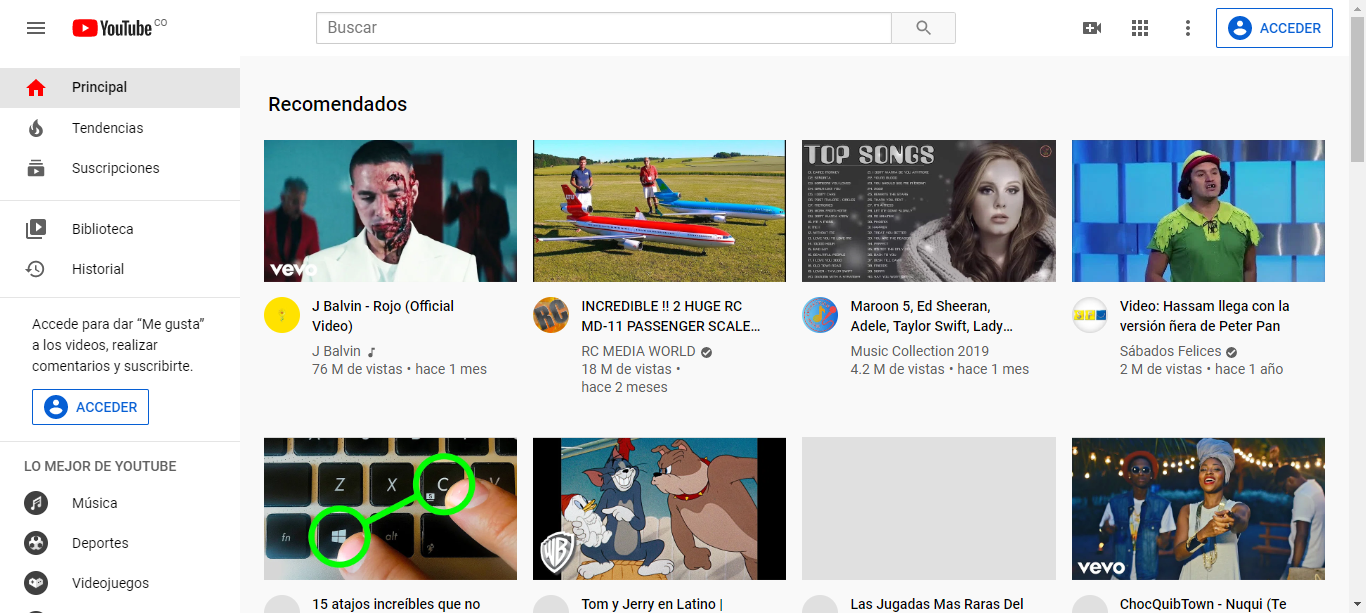 YouTube CO
Buscar
ACCEDER
Principal
Tendencias
Suscripciones
Biblioteca
Historial
Accede para dar “Me gusta”
a los videos, realizar
comentarios y suscribirte.
ACCEDER
LO MEJOR DE YOUTUBE
Música
Deportes
Videojuegos
Recomendados
vevo
TOP SONGS
J Balvin - Rojo (Official
Video)
J Balvin
76 M de vistas • hace 1 mes
RC
INCREDIBLE !! 2 HUGE RC
MD-11 PASSENGER SCALE...
RC MEDIA WORLD
18 M de vistas •
hace 2 meses
Maroon 5, Ed Sheeran,
Adele, Taylor Swift, Lady...
Music Collection 2019
4.2 M de vistas • hace 1 mes
Video: Hassam llega con la
versión ñera de Peter Pan
Sábados Felices
2 M de vistas • hace 1 año
Z X C V
fn alt
WB
vevo
15 atajos increíbles que no
Tom y Jerry en Latino |
Las Jugadas Mas Raras Del
ChocQuibTown - Nuqui (Te